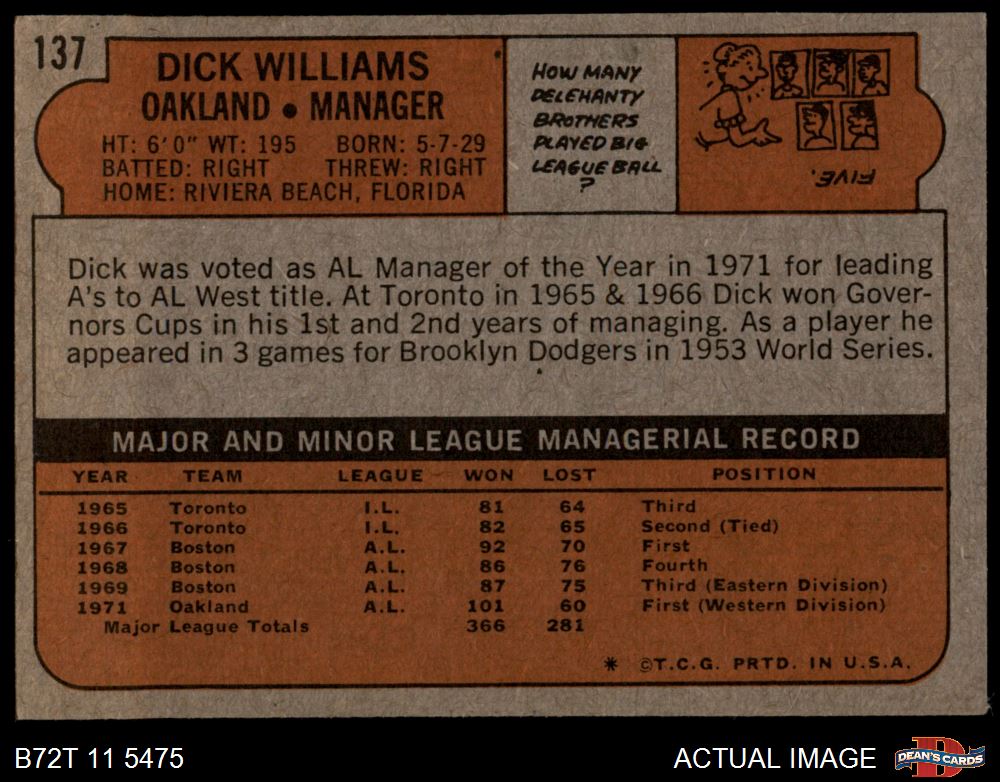 137
DICK WILLIAMS
OAKLAND • MANAGER
HT: 6'0" WT: 195 BORN: 5-7-29
BATTED: RIGHT THREW: RIGHT
HOME: RIVIERA BEACH, FLORIDA
HOW MANY
DELEHANTY
BROTHERS
PLAYED BIG
LEAGUE BALL
?
FIVE.
Dick was voted as AL Manager of the Year in 1971 for leading
A's to AL West title. At Toronto in 1965 & 1966 Dick won Gover-
nors Cups in his 1st and 2nd years of managing. As a player he
appeared in 3 games for Brooklyn Dodgers in 1953 World Series.
MAJOR AND MINOR LEAGUE MANAGERIAL RECORD
YEAR TEAM LEAGUE WON LOST POSITION
1965 Toronto I.L. 81 64 Third
1966 Toronto I.L. 82 65 Second (Tied)
1967 Boston A.L. 92 70 First
1968 Boston A.L. 86 76 Fourth
1969 Boston A.L. 87 75 Third (Eastern Division)
1971 Oakland A.L. 101 60 First (Western Division)
Major League Totals 366 281
* ©T.C.G. PRTD. IN U.S.A.
B72T 11 5475
ACTUAL IMAGE
D
DEAN'S CARDS